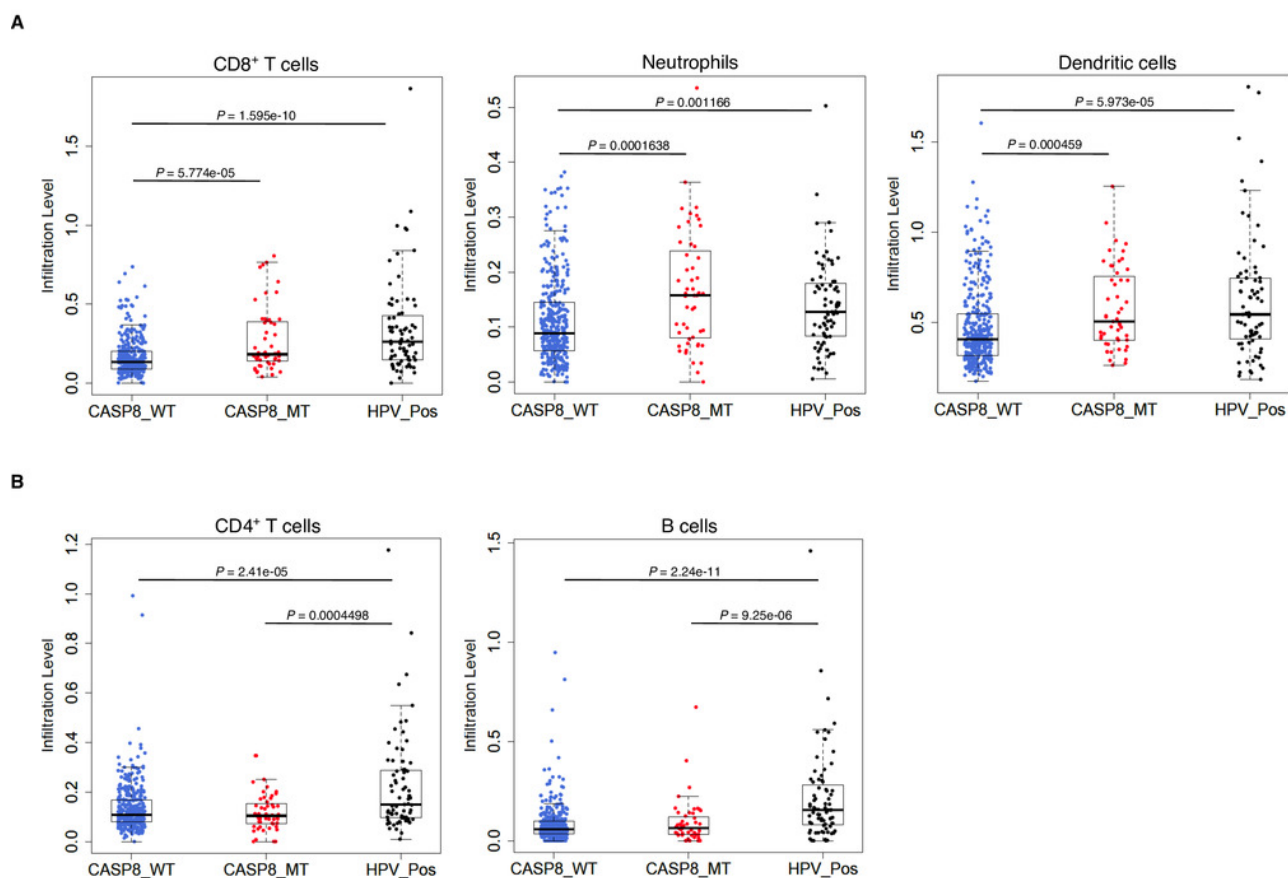 A
CD8⁺ T cells
Infiltration Level
1.5
1.0
0.5
0.0
P = 1.595e-10
P = 5.774e-05
CASP8_WT CASP8_MT HPV_Pos
Neutrophils
Infiltration Level
0.5
0.4
0.3
0.2
0.1
0.0
P = 0.001166
P = 0.0001638
CASP8_WT CASP8_MT HPV_Pos
Dendritic cells
Infiltration Level
1.5
1.0
0.5
P = 5.973e-05
P = 0.000459
CASP8_WT CASP8_MT HPV_Pos
B
CD4⁺ T cells
Infiltration Level
1.2
1.0
0.8
0.6
0.4
0.2
0.0
P = 2.41e-05
P = 0.0004498
CASP8_WT CASP8_MT HPV_Pos
B cells
Infiltration Level
1.5
1.0
0.5
0.0
P = 2.24e-11
P = 9.25e-06
CASP8_WT CASP8_MT HPV_Pos